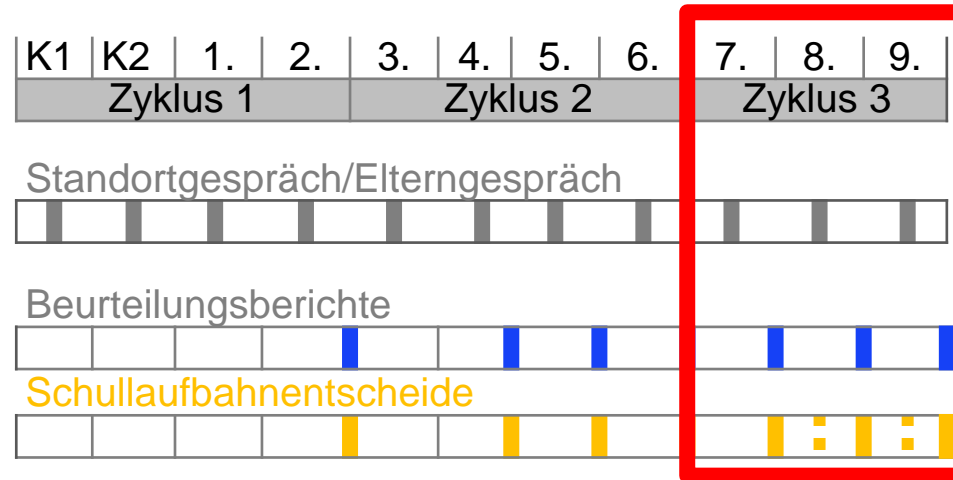 K1 K2 1. 2. 3. 4. 5. 6. 7. 8. 9.
Zyklus 1 Zyklus 2 Zyklus 3
Standortgespräch/Elterngespräch
Beurteilungsberichte
Schullaufbahnentscheide